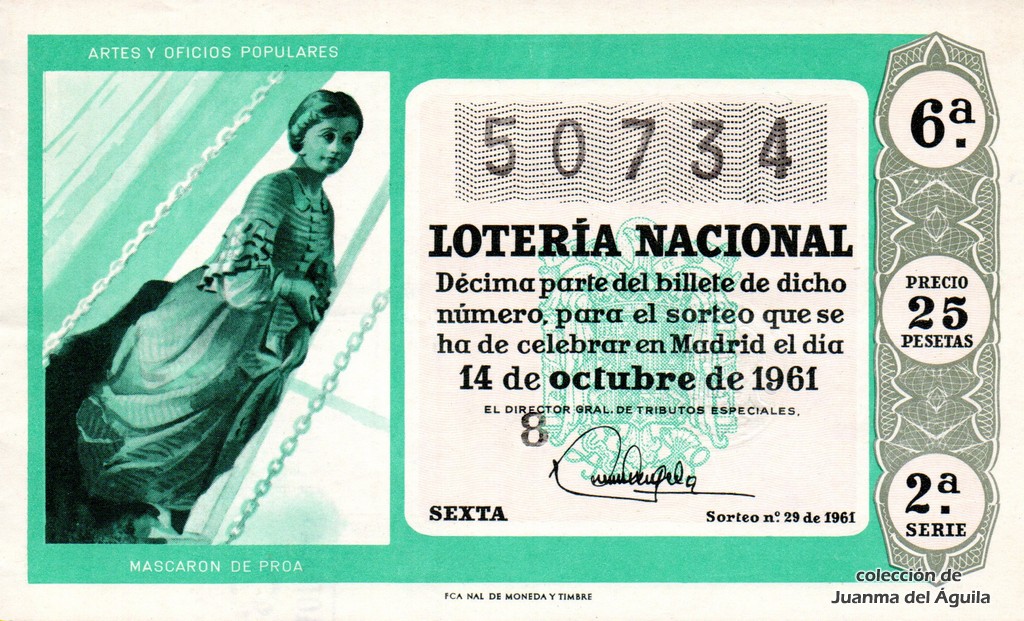 ARTES Y OFICIOS POPULARES
MASCARON DE PROA
50734
LOTERÍA NACIONAL
Décima parte del billete de dicho
número, para el sorteo que se
ha de celebrar en Madrid el día
14 de octubre de 1961
EL DIRECTOR GRAL. DE TRIBUTOS ESPECIALES,
8
SEXTA
Sorteo nº. 29 de 1961
6ª.
PRECIO
25
PESETAS
2ª.
SERIE
FCA NAL DE MONEDA Y TIMBRE
colección de
Juanma del Águila